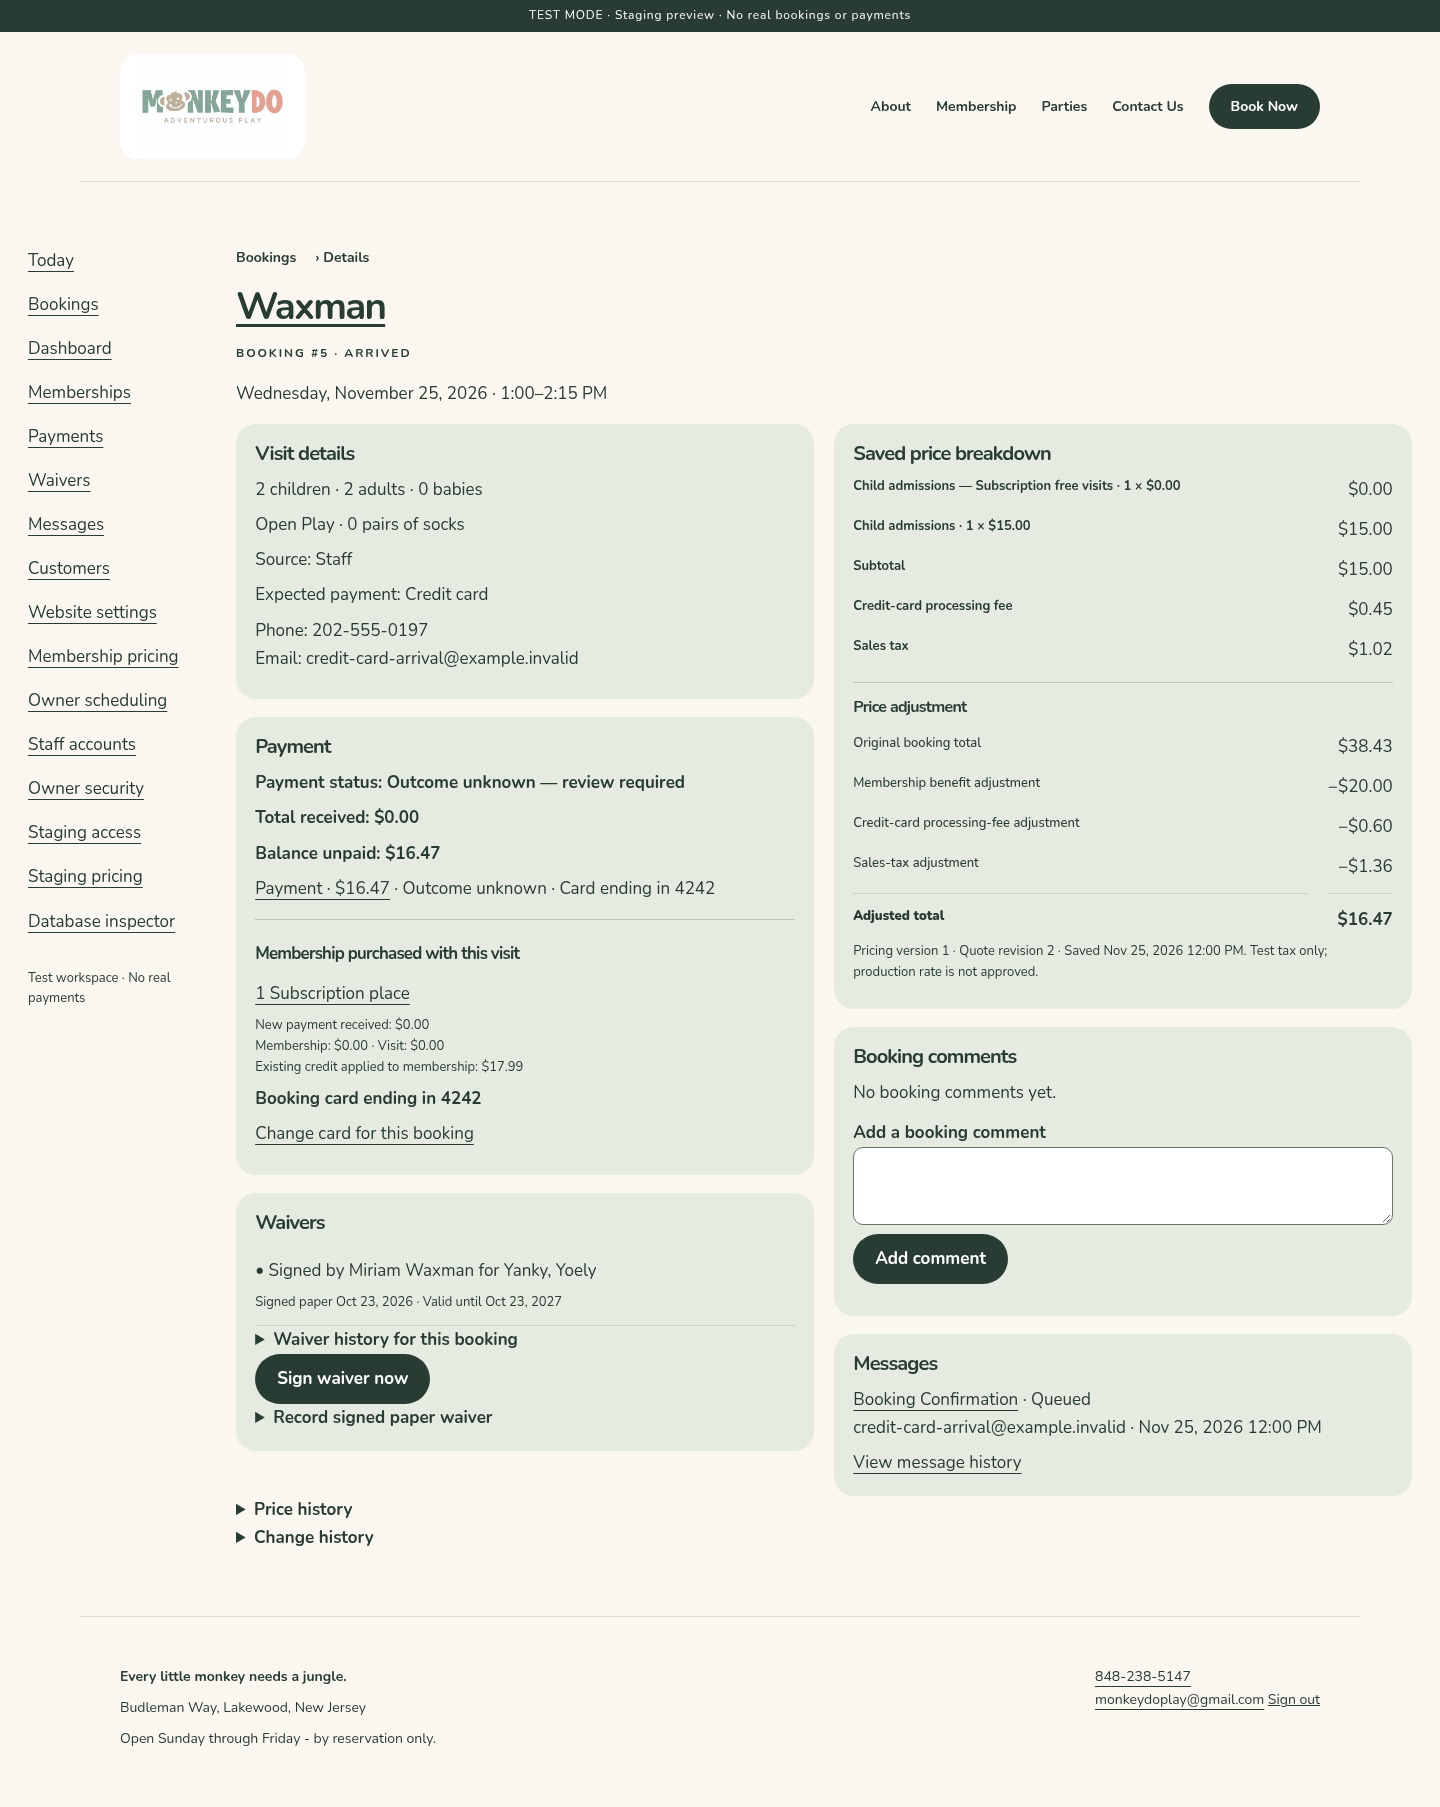 TEST MODE · Staging preview · No real bookings or payments
MONKEYDO
ADVENTUROUS PLAY
About Membership Parties Contact Us Book Now
Today
Bookings
Dashboard
Memberships
Payments
Waivers
Messages
Customers
Website settings
Membership pricing
Owner scheduling
Staff accounts
Owner security
Staging access
Staging pricing
Database inspector
Test workspace · No real
payments
Bookings › Details
Waxman
BOOKING #5 · ARRIVED
Wednesday, November 25, 2026 · 1:00–2:15 PM
Visit details
2 children · 2 adults · 0 babies
Open Play · 0 pairs of socks
Source: Staff
Expected payment: Credit card
Phone: 202-555-0197
Email: credit-card-arrival@example.invalid
Payment
Payment status: Outcome unknown — review required
Total received: $0.00
Balance unpaid: $16.47
Payment · $16.47 · Outcome unknown · Card ending in 4242
Membership purchased with this visit
1 Subscription place
New payment received: $0.00
Membership: $0.00 · Visit: $0.00
Existing credit applied to membership: $17.99
Booking card ending in 4242
Change card for this booking
Waivers
• Signed by Miriam Waxman for Yanky, Yoely
Signed paper Oct 23, 2026 · Valid until Oct 23, 2027
▶ Waiver history for this booking
Sign waiver now
▶ Record signed paper waiver
▶ Price history
▶ Change history
Saved price breakdown
Child admissions — Subscription free visits · 1 × $0.00 $0.00
Child admissions · 1 × $15.00 $15.00
Subtotal $15.00
Credit-card processing fee $0.45
Sales tax $1.02
Price adjustment
Original booking total $38.43
Membership benefit adjustment −$20.00
Credit-card processing-fee adjustment −$0.60
Sales-tax adjustment −$1.36
Adjusted total $16.47
Pricing version 1 · Quote revision 2 · Saved Nov 25, 2026 12:00 PM. Test tax only;
production rate is not approved.
Booking comments
No booking comments yet.
Add a booking comment
Add comment
Messages
Booking Confirmation · Queued
credit-card-arrival@example.invalid · Nov 25, 2026 12:00 PM
View message history
Every little monkey needs a jungle.
Budleman Way, Lakewood, New Jersey
Open Sunday through Friday - by reservation only.
848-238-5147
monkeydoplay@gmail.com Sign out